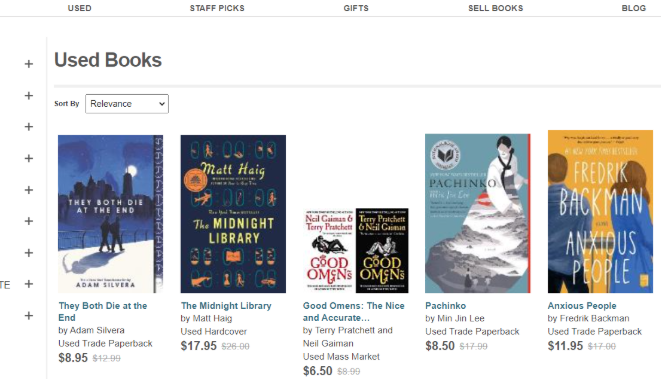 USED STAFF PICKS GIFTS SELL BOOKS BLOG
Used Books
Sort By Relevance
TE
THEY BOTH DIE
AT THE END
ADAM SILVERA
Matt Haig
The MIDNIGHT
LIBRARY
Neil Gaiman &
Terry Pratchett
GOOD
OMENS
Terry Pratchett
& Neil Gaiman
GOOD
OMENS
PACHINKO
Min Jin Lee
FREDRIK
BACKMAN
ANXIOUS
PEOPLE
They Both Die at the
End
by Adam Silvera
Used Trade Paperback
$8.95 $12.99
The Midnight Library
by Matt Haig
Used Hardcover
$17.95 $26.00
Good Omens: The Nice
and Accurate...
by Terry Pratchett and
Neil Gaiman
Used Mass Market
$6.50 $8.99
Pachinko
by Min Jin Lee
Used Trade Paperback
$8.50 $17.99
Anxious People
by Fredrik Backman
Used Trade Paperback
$11.95 $17.00